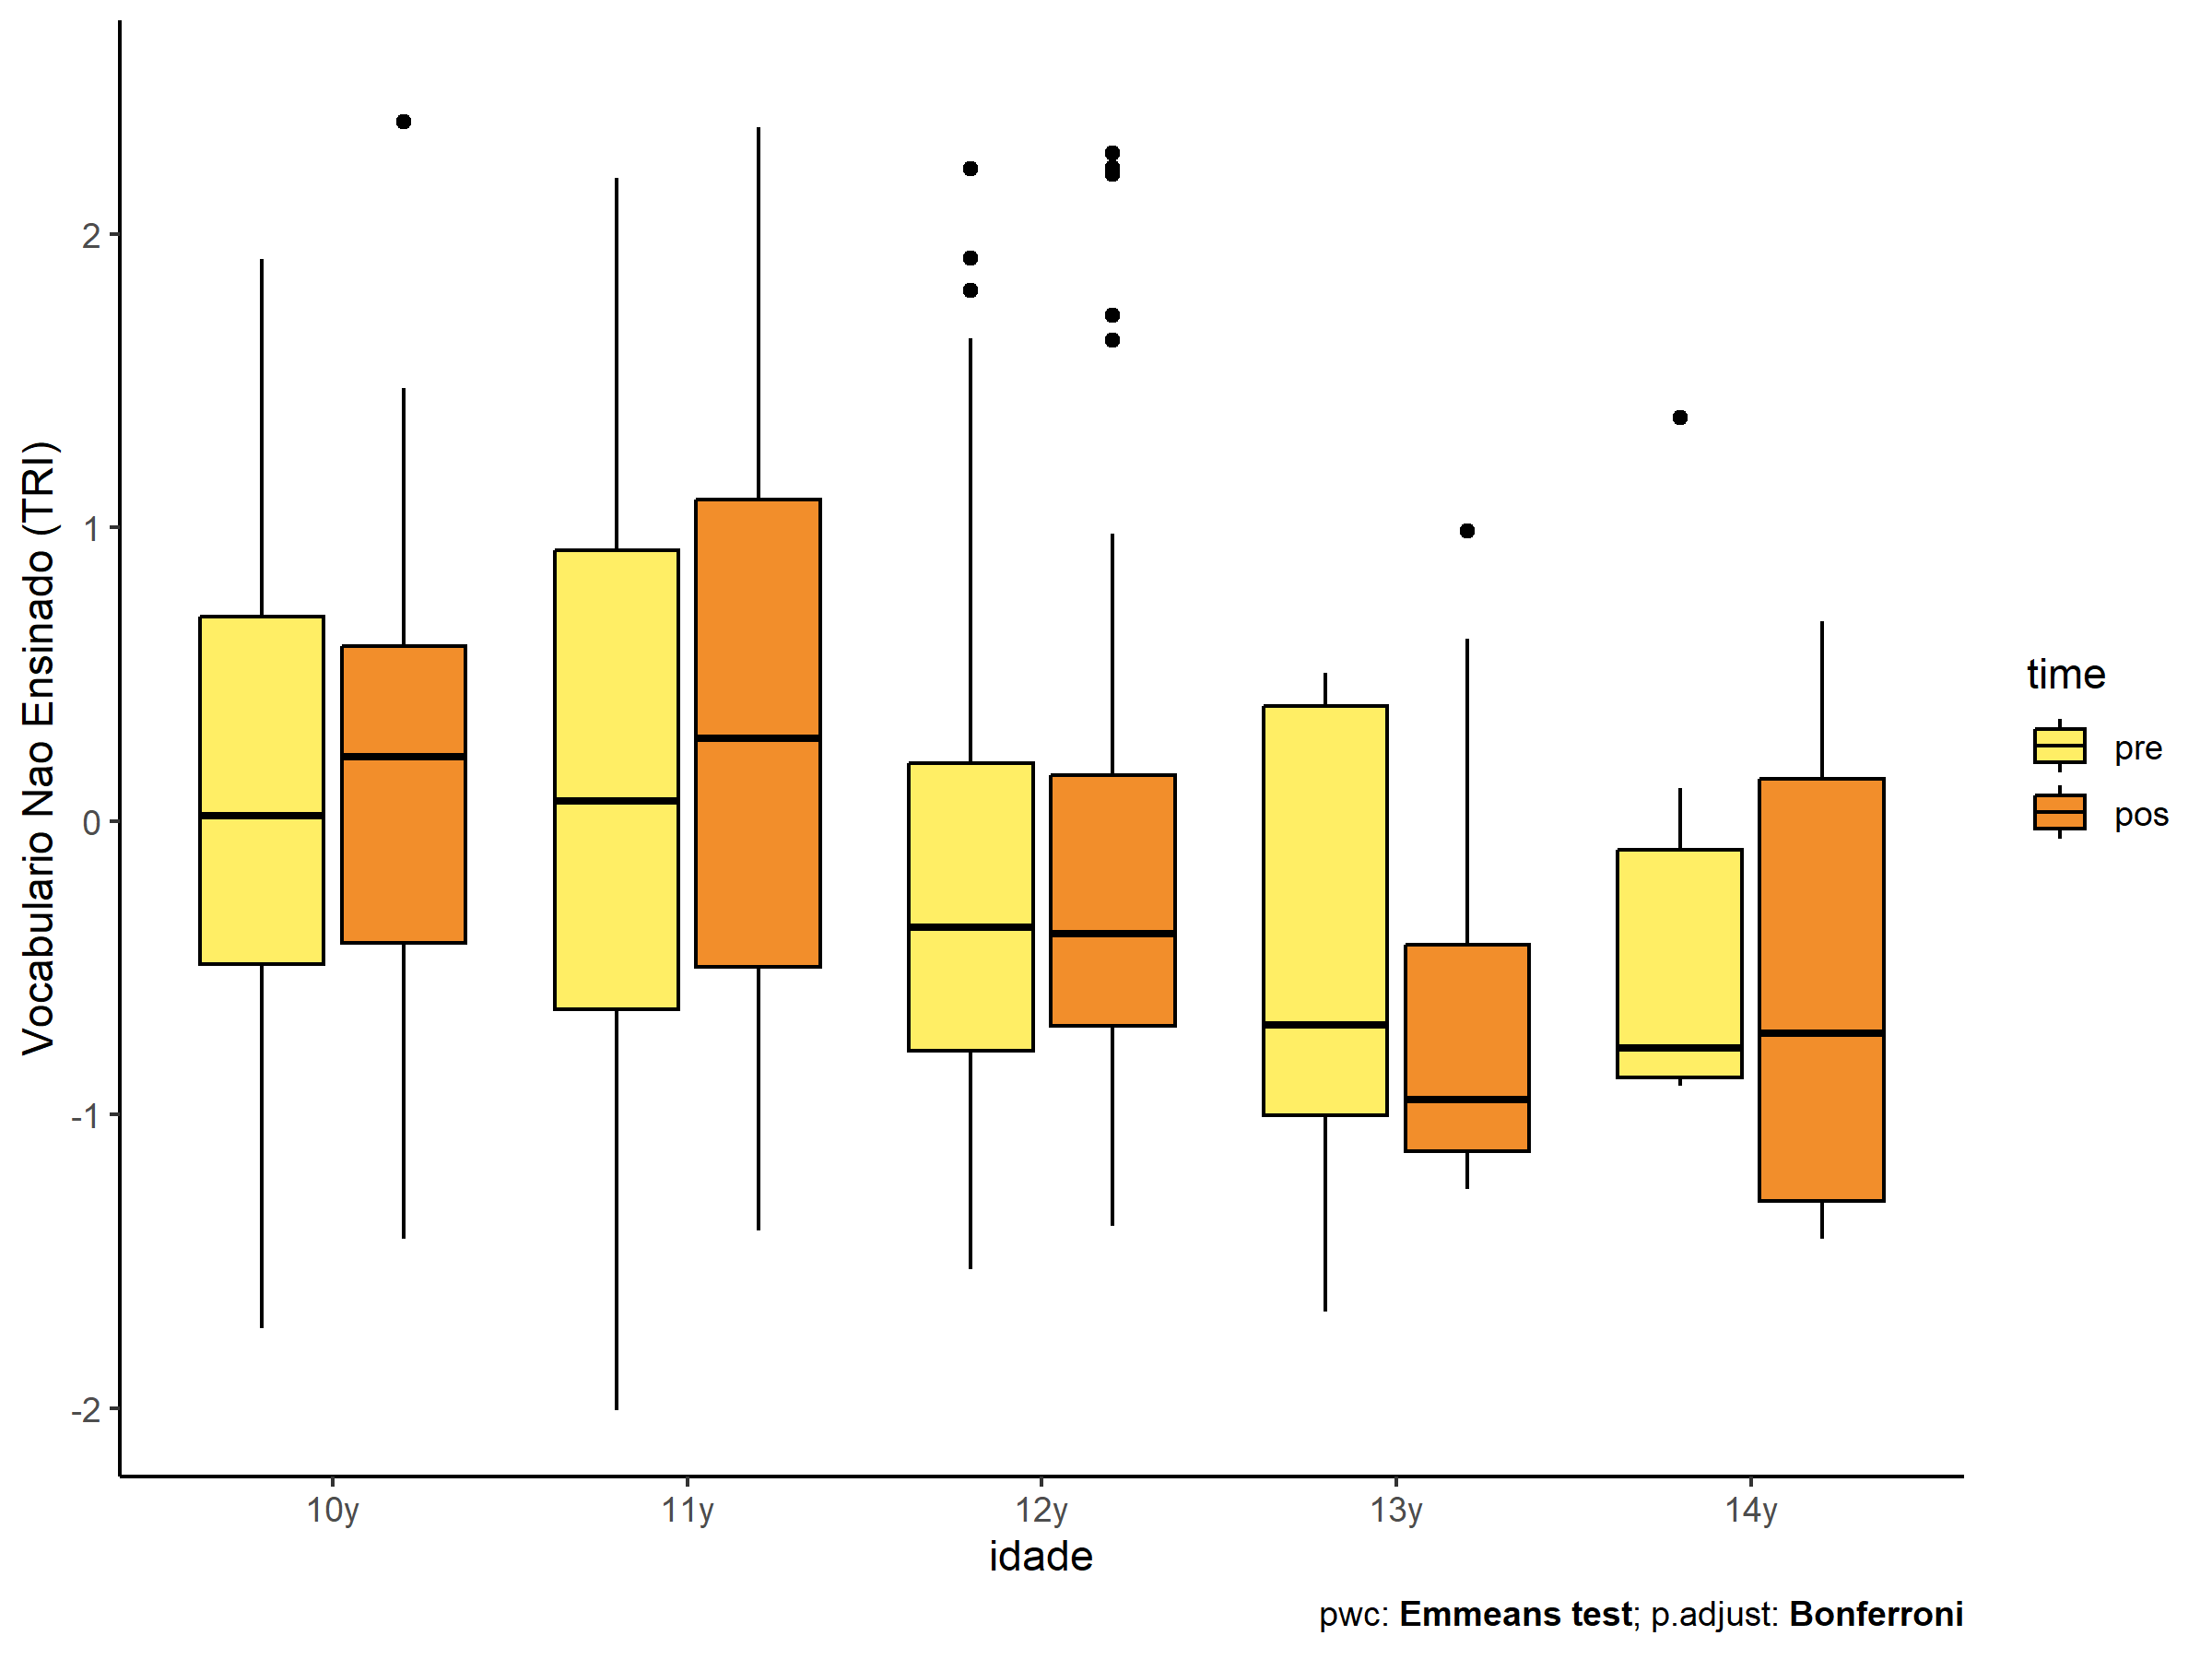 Vocabulario Nao Ensinado (TRI)
2
1
0
-1
-2
10y 11y 12y 13y 14y
idade
time
pre
pos
pwc: Emmeans test; p.adjust: Bonferroni